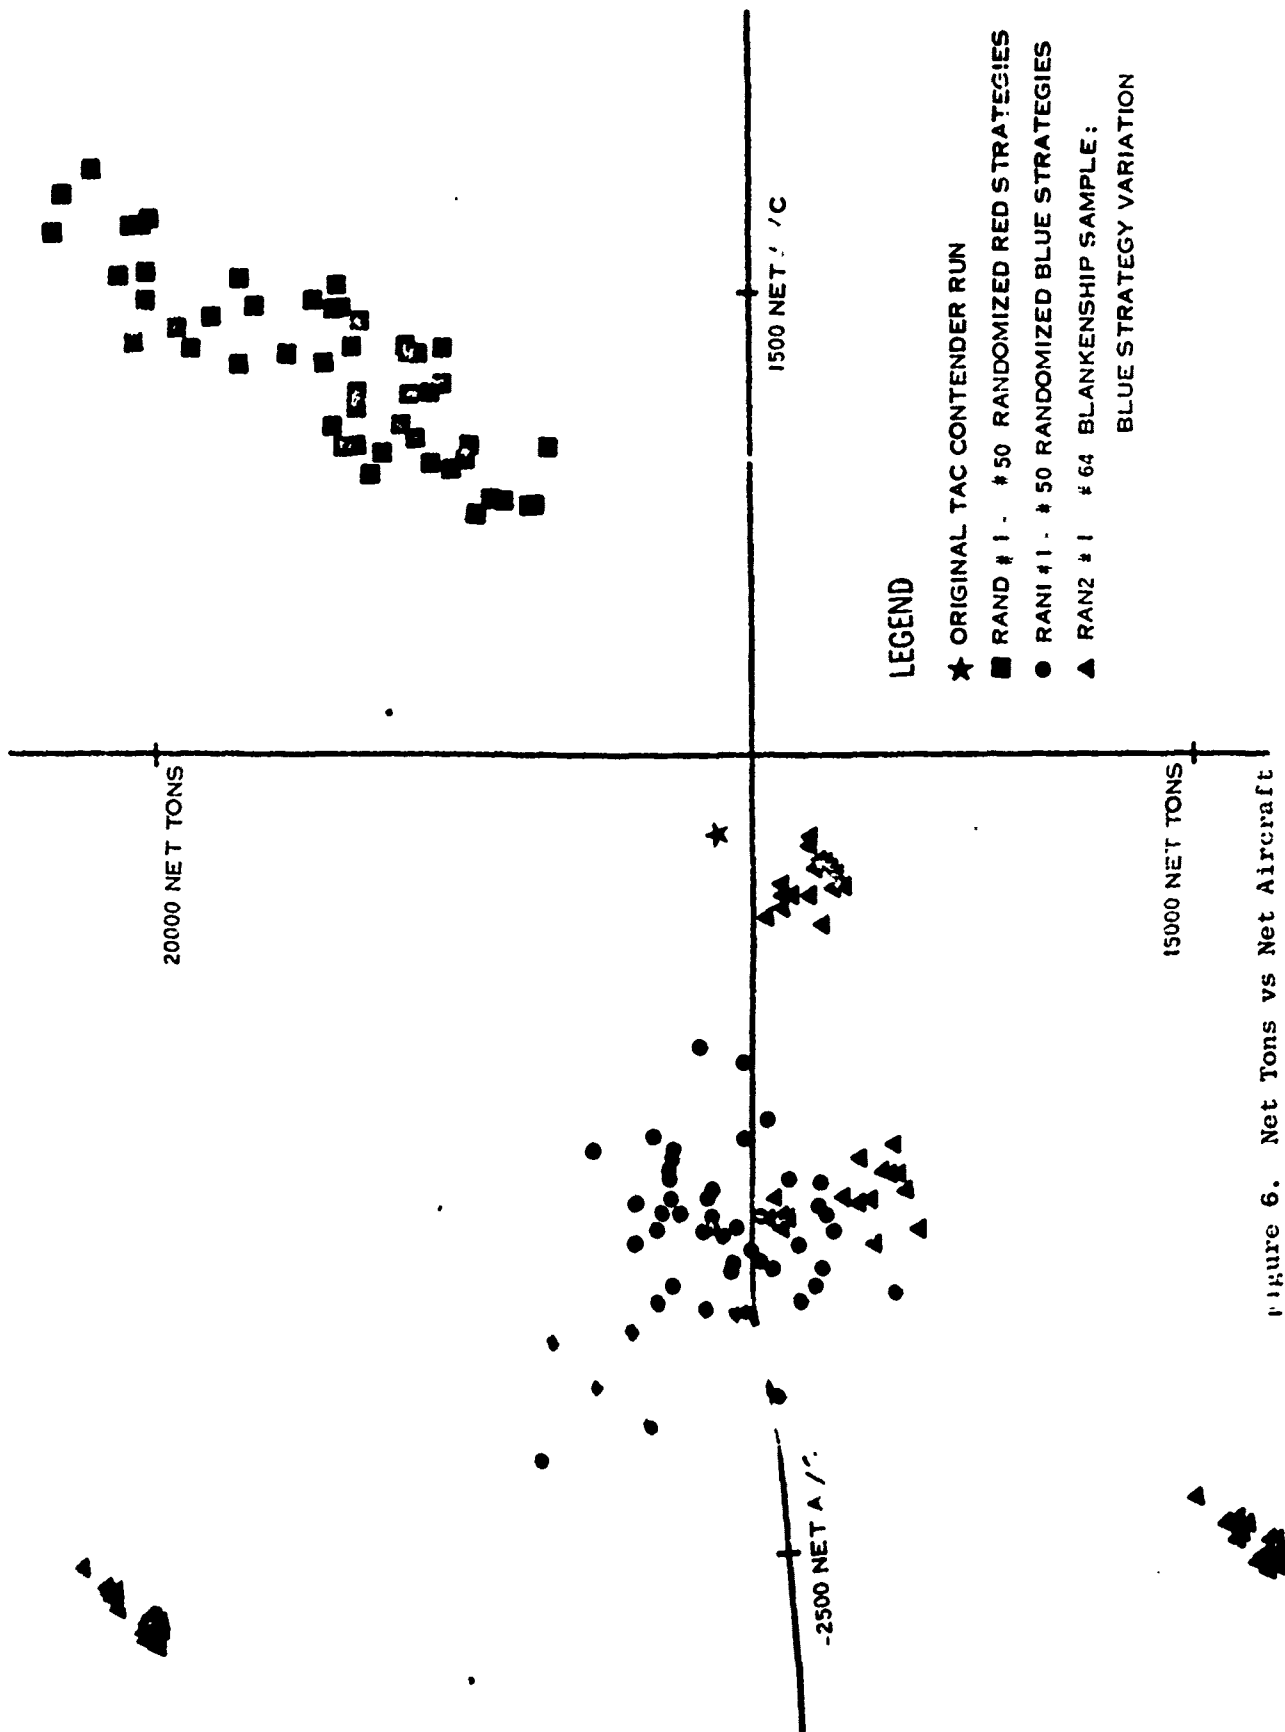 20000 NET TONS
1500 NET /C
-2500 NET A/
15000 NET TONS
LEGEND
★ ORIGINAL TAC CONTENDER RUN
■ RAND # 1 - # 50 RANDOMIZED RED STRATEGIES
● RAN1 # 1 - # 50 RANDOMIZED BLUE STRATEGIES
▲ RAN2 # 1 # 64 BLANKENSHIP SAMPLE:
BLUE STRATEGY VARIATION
Figure 6. Net Tons vs Net Aircraft